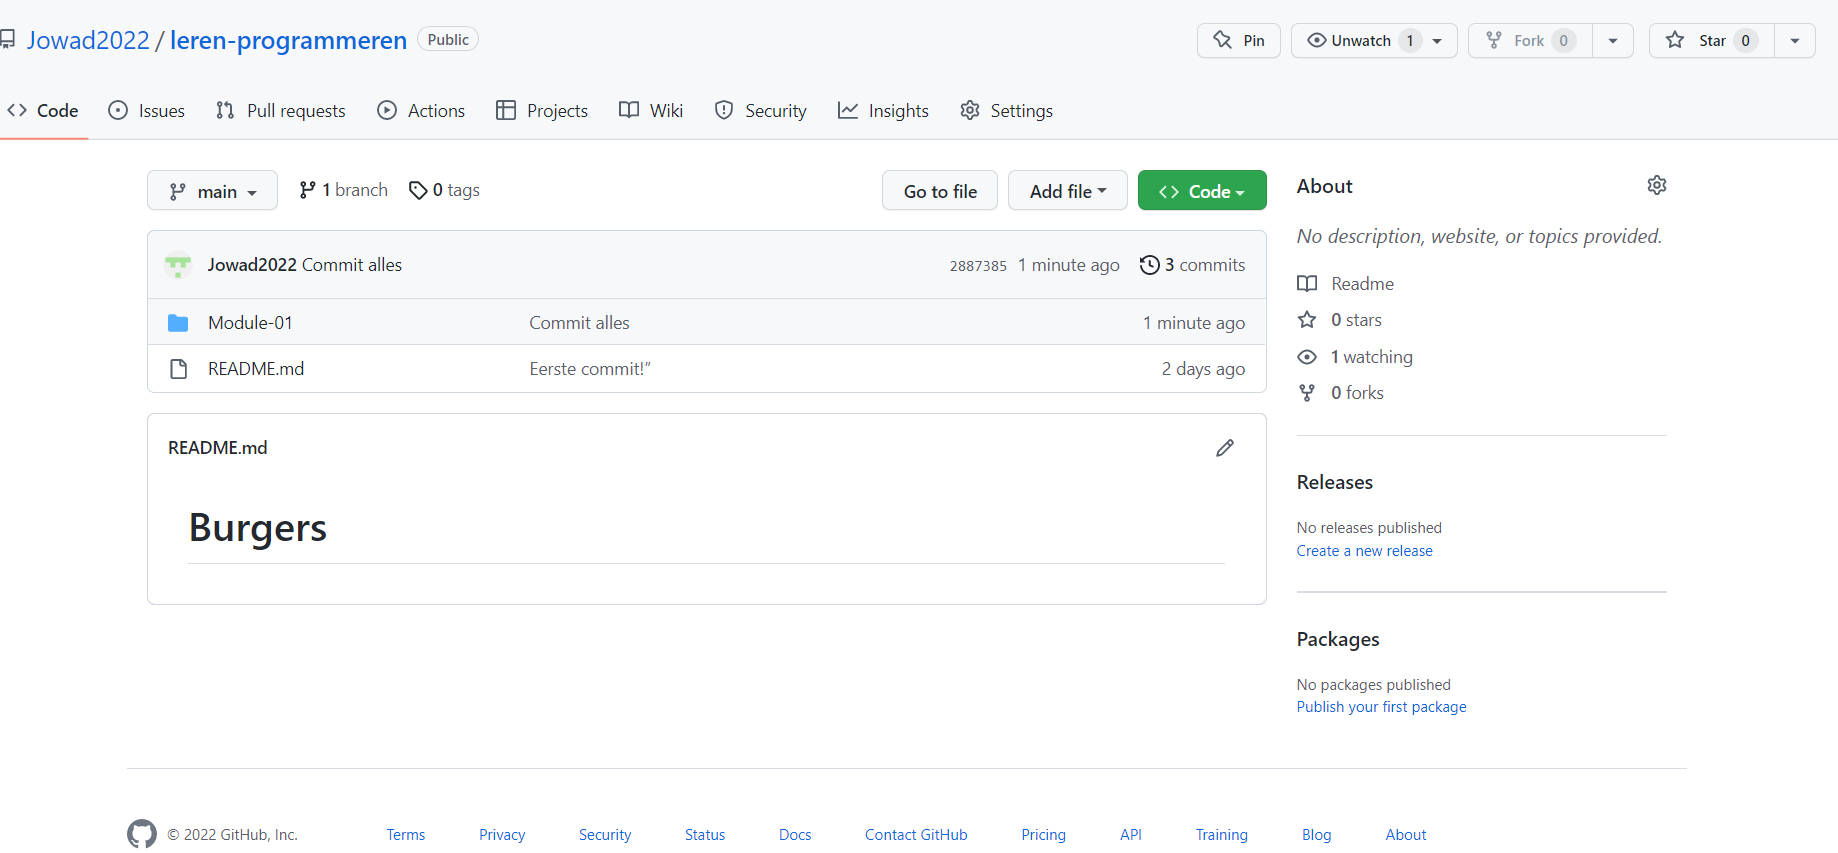 Jowad2022 / leren-programmeren Public Pin Unwatch 1 Fork 0 Star 0
Code Issues Pull requests Actions Projects Wiki Security Insights Settings
main 1 branch 0 tags Go to file Add file Code
Jowad2022 Commit alles 2887385 1 minute ago 3 commits
Module-01 Commit alles 1 minute ago
README.md Eerste commit!” 2 days ago
README.md
Burgers
About
No description, website, or topics provided.
Readme
0 stars
1 watching
0 forks
Releases
No releases published
Create a new release
Packages
No packages published
Publish your first package
© 2022 GitHub, Inc. Terms Privacy Security Status Docs Contact GitHub Pricing API Training Blog About